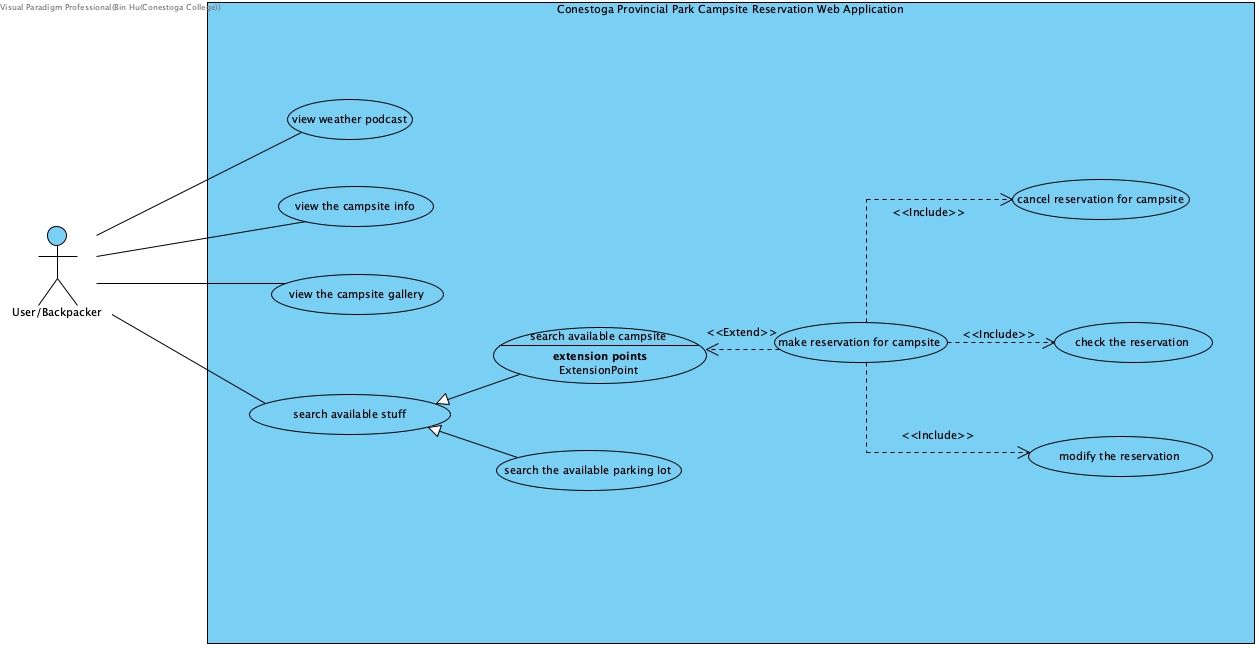 Visual Paradigm Professional(Bin Hu(Conestoga College))
Conestoga Provincial Park Campsite Reservation Web Application
view weather podcast
view the campsite info
view the campsite gallery
User/Backpacker
search available stuff
search available campsite
extension points
ExtensionPoint
search the available parking lot
<<Extend>>
make reservation for campsite
<<Include>>
cancel reservation for campsite
<<Include>>
check the reservation
<<Include>>
modify the reservation